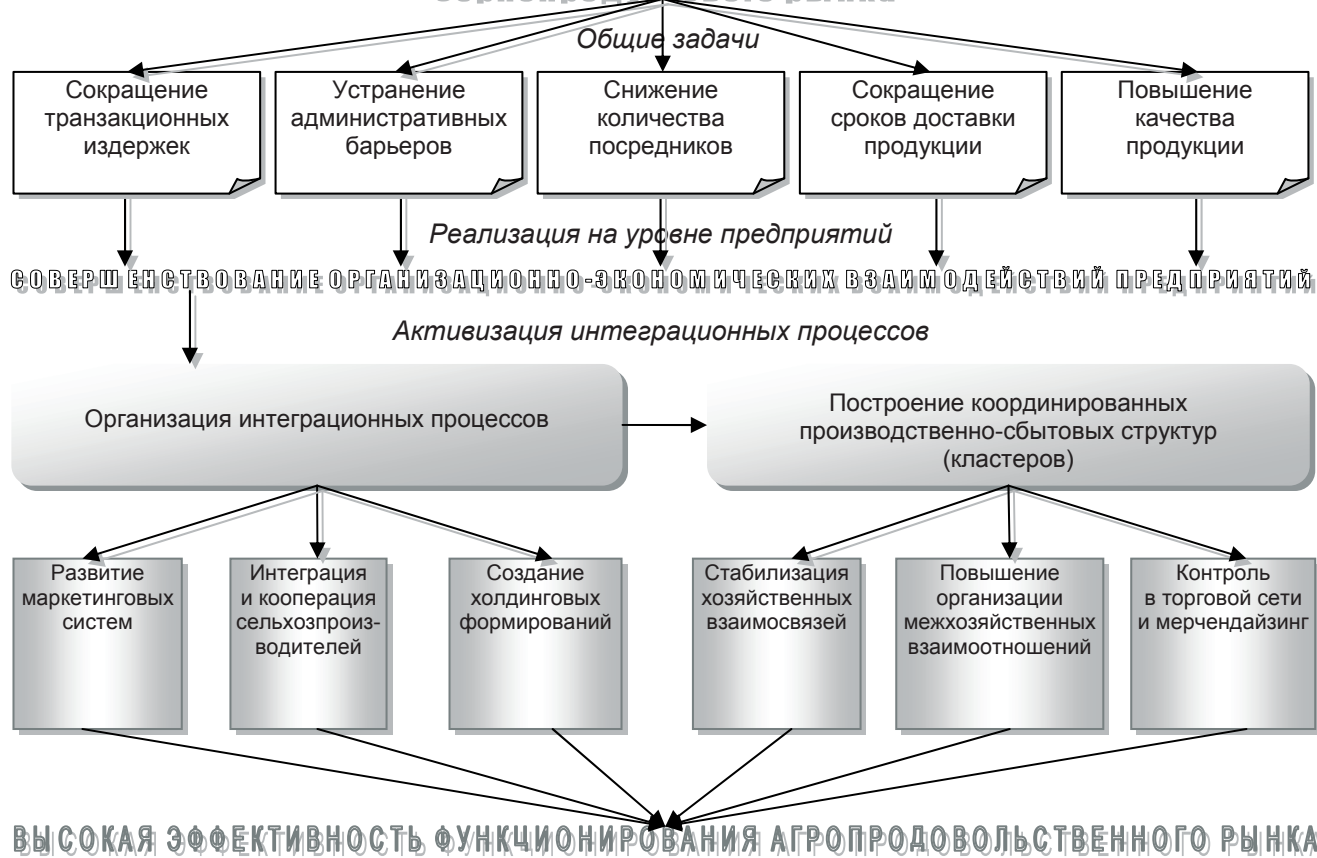 Общие задачи
Сокращение
транзакционных
издержек
Устранение
административных
барьеров
Снижение
количества
посредников
Сокращение
сроков доставки
продукции
Повышение
качества
продукции
Реализация на уровне предприятий
СОВЕРШЕНСТВОВАНИЕ ОРГАНИЗАЦИОННО-ЭКОНОМИЧЕСКИХ ВЗАИМОДЕЙСТВИЙ ПРЕДПРИЯТИЙ
Активизация интеграционных процессов
Организация интеграционных процессов
Построение координированных
производственно-сбытовых структур
(кластеров)
Развитие
маркетинговых
систем
Интеграция
и кооперация
сельхозпроиз-
водителей
Создание
холдинговых
формирований
Стабилизация
хозяйственных
взаимосвязей
Повышение
организации
межхозяйственных
взаимоотношений
Контроль
в торговой сети
и мерчендайзинг
ВЫСОКАЯ ЭФФЕКТИВНОСТЬ ФУНКЦИОНИРОВАНИЯ АГРОПРОДОВОЛЬСТВЕННОГО РЫНКА